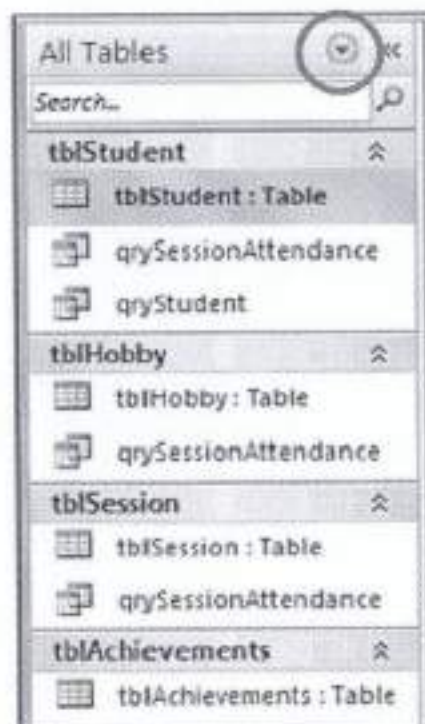 All Tables
Search...
tblStudent
tblStudent : Table
qrySessionAttendance
qryStudent
tblHobby
tblHobby : Table
qrySessionAttendance
tblSession
tblSession : Table
qrySessionAttendance
tblAchievements
tblAchievements : Table